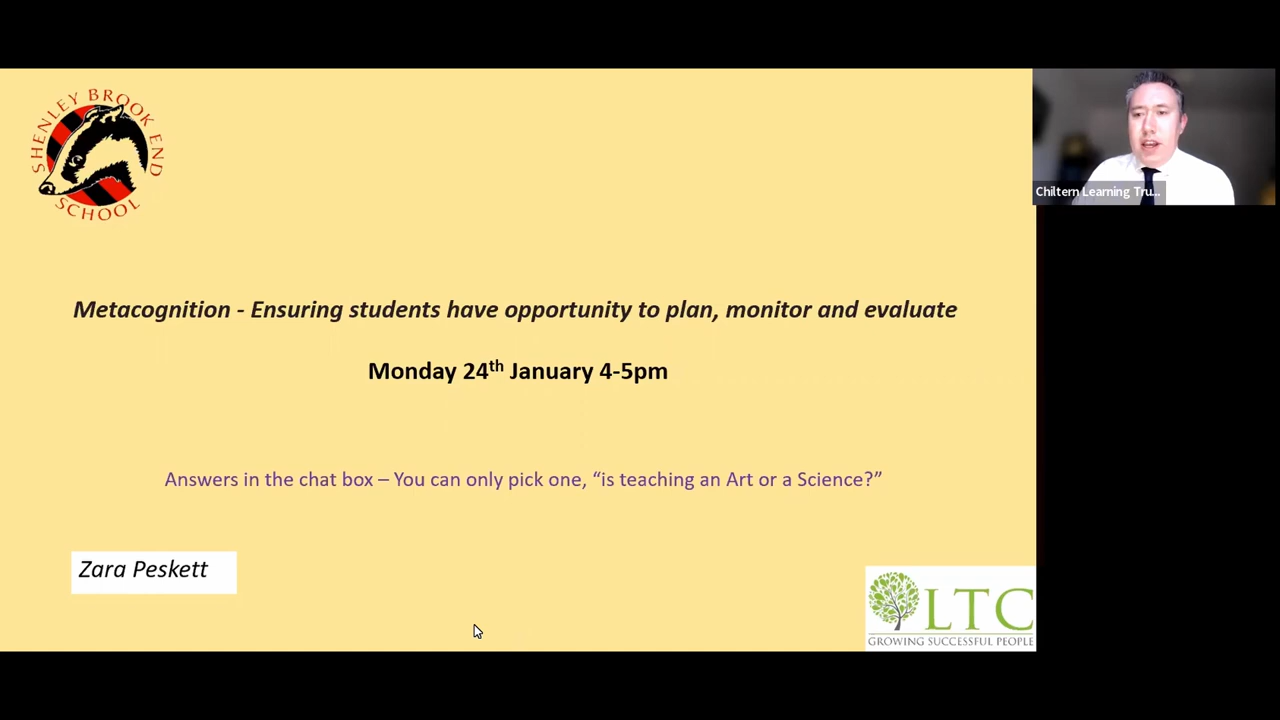 SHENLEY BROOK END
SCHOOL
Chiltern Learning Tru...
Metacognition - Ensuring students have opportunity to plan, monitor and evaluate
Monday 24th January 4-5pm
Answers in the chat box – You can only pick one, “is teaching an Art or a Science?”
Zara Peskett
LTC
GROWING SUCCESSFUL PEOPLE